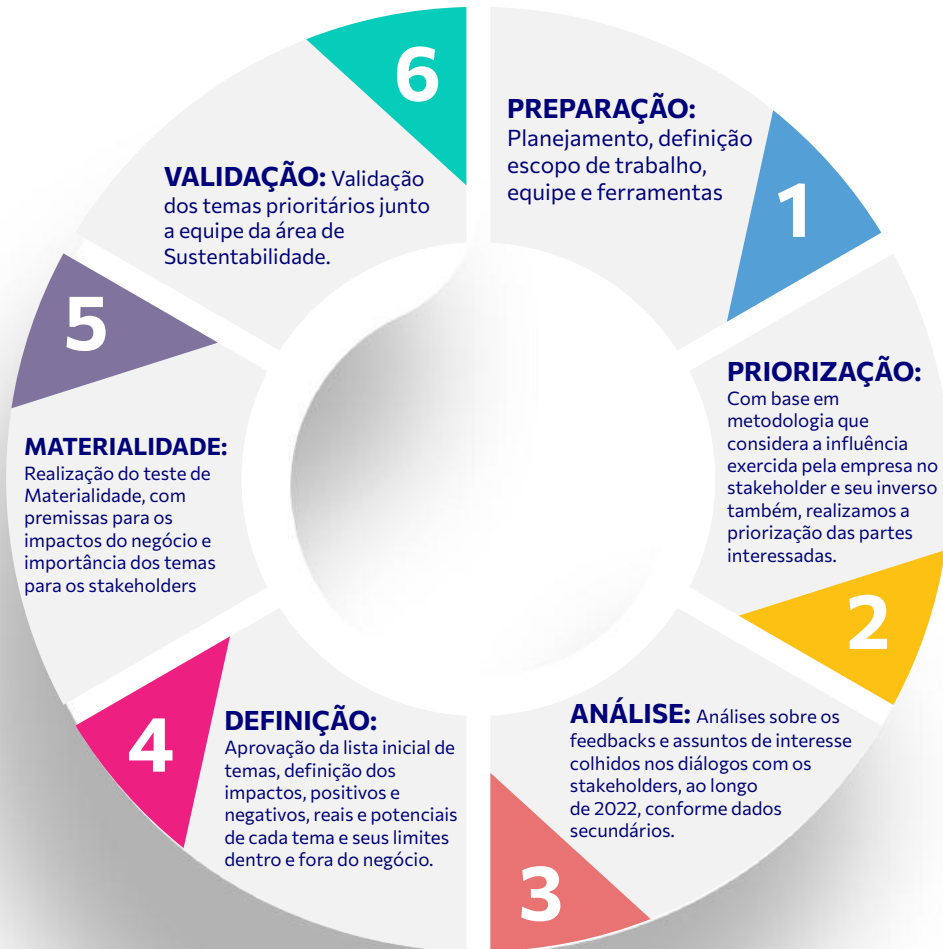 PREPARAÇÃO:
Planejamento, definição
escopo de trabalho,
equipe e ferramentas
1
PRIORIZAÇÃO:
Com base em
metodologia que
considera a influência
exercida pela empresa no
stakeholder e seu inverso
também, realizamos a
priorização das partes
interessadas.
2
ANÁLISE: Análises sobre os
feedbacks e assuntos de interesse
colhidos nos diálogos com os
stakeholders, ao longo
de 2022, conforme dados
secundários.
3
DEFINIÇÃO:
Aprovação da lista inicial de
temas, definição dos
impactos, positivos e
negativos, reais e potenciais
de cada tema e seus limites
dentro e fora do negócio.
4
MATERIALIDADE:
Realização do teste de
Materialidade, com
premissas para os
impactos do negócio e
importância dos temas
para os stakeholders
5
VALIDAÇÃO: Validação
dos temas prioritários junto
a equipe da área de
Sustentabilidade.
6